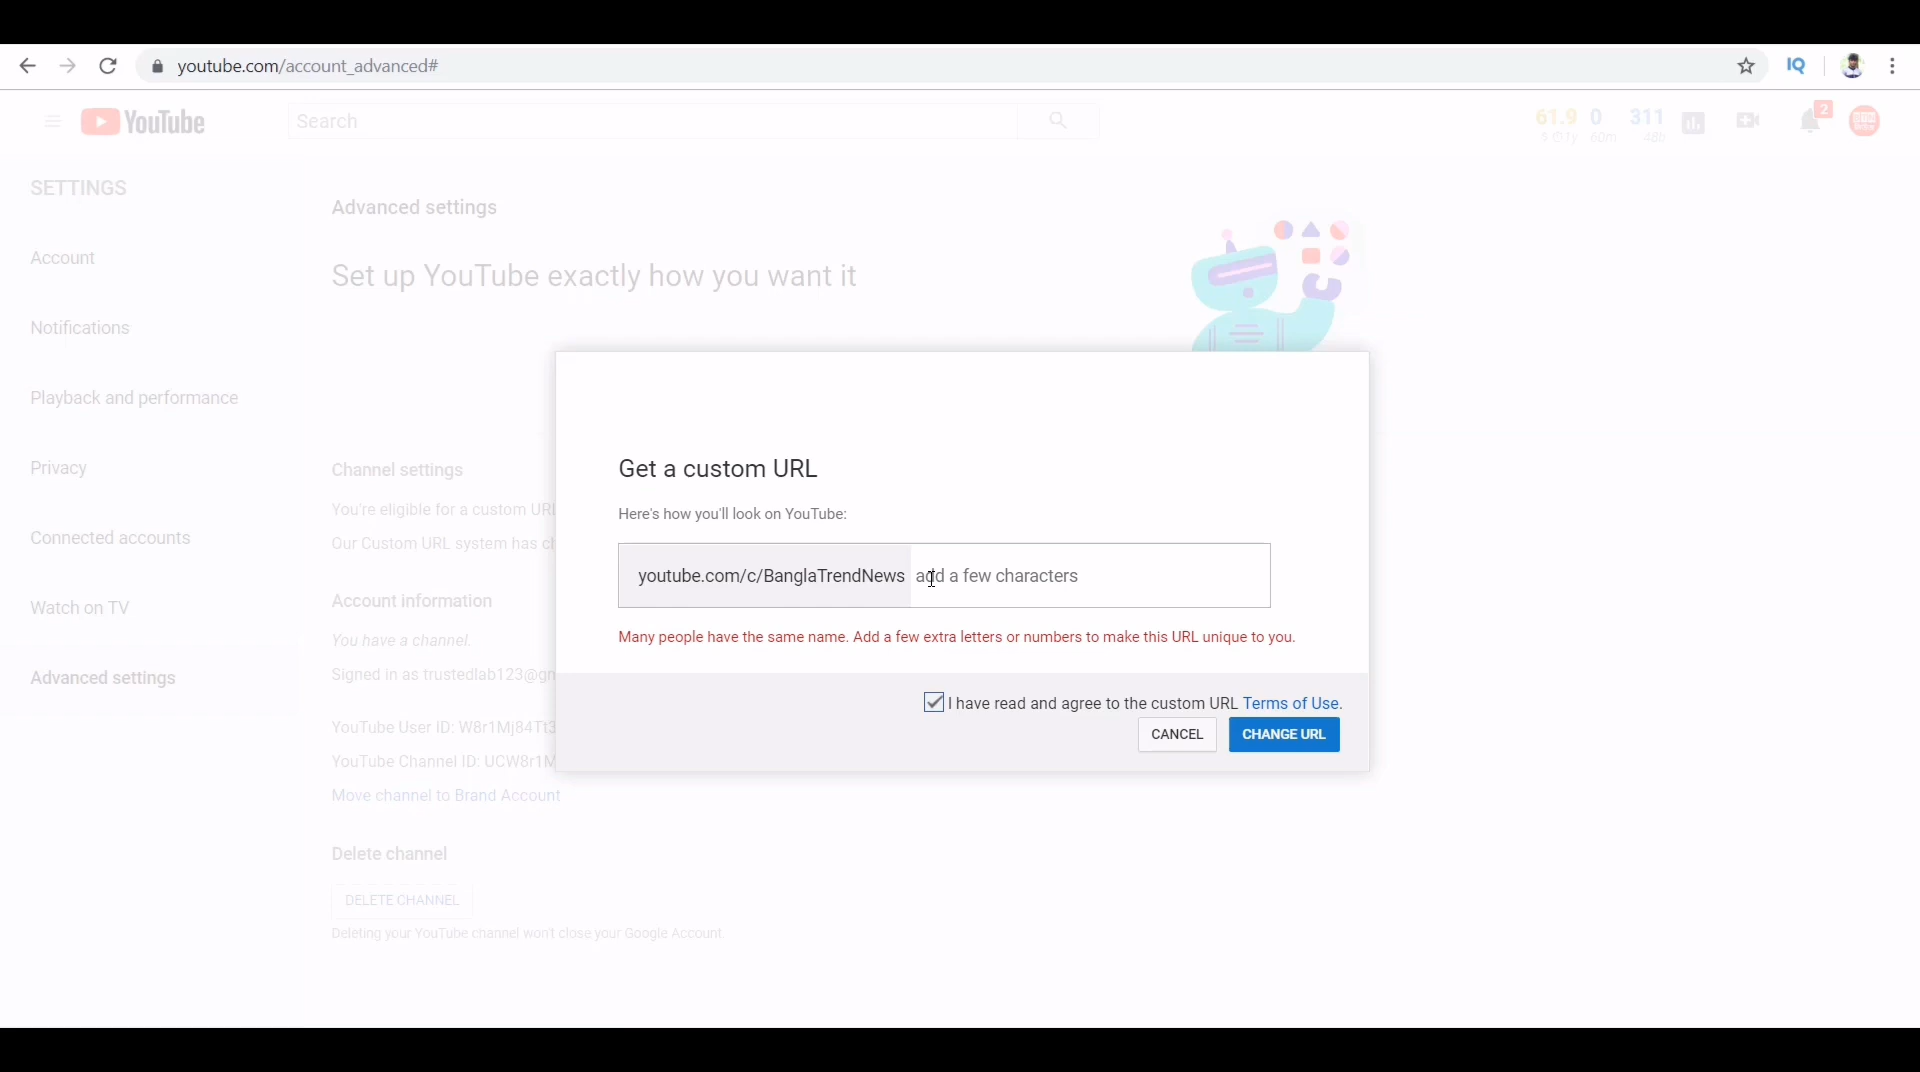 youtube.com/account_advanced#
IQ
YouTube
Search
61.9 0 311
60m 48h
2
SETTINGS
Account
Notifications
Playback and performance
Privacy
Connected accounts
Watch on TV
Advanced settings
Advanced settings
Set up YouTube exactly how you want it
Channel settings
You're eligible for a custom URL
Our Custom URL system has
Account information
You have a channel.
Signed in as trustedlab123@gm
YouTube User ID: W8r1Mj84Tt3
YouTube Channel ID: UCW8r1M
Move channel to Brand Account
Delete channel
DELETE CHANNEL
Deleting your YouTube channel won't close your Google Account.
Get a custom URL
Here's how you'll look on YouTube:
youtube.com/c/BanglaTrendNews add a few characters
Many people have the same name. Add a few extra letters or numbers to make this URL unique to you.
I have read and agree to the custom URL Terms of Use.
CANCEL CHANGE URL